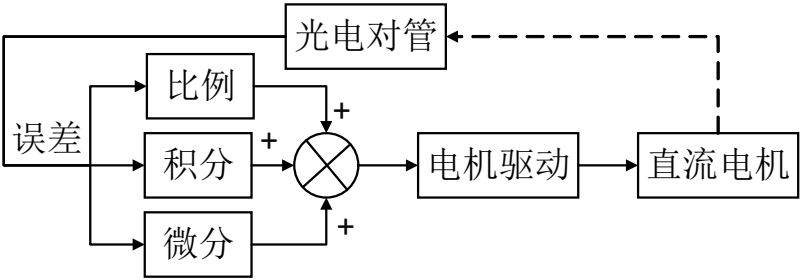 光电对管
比例
+
误差
+
积分
电机驱动
直流电机
微分
+